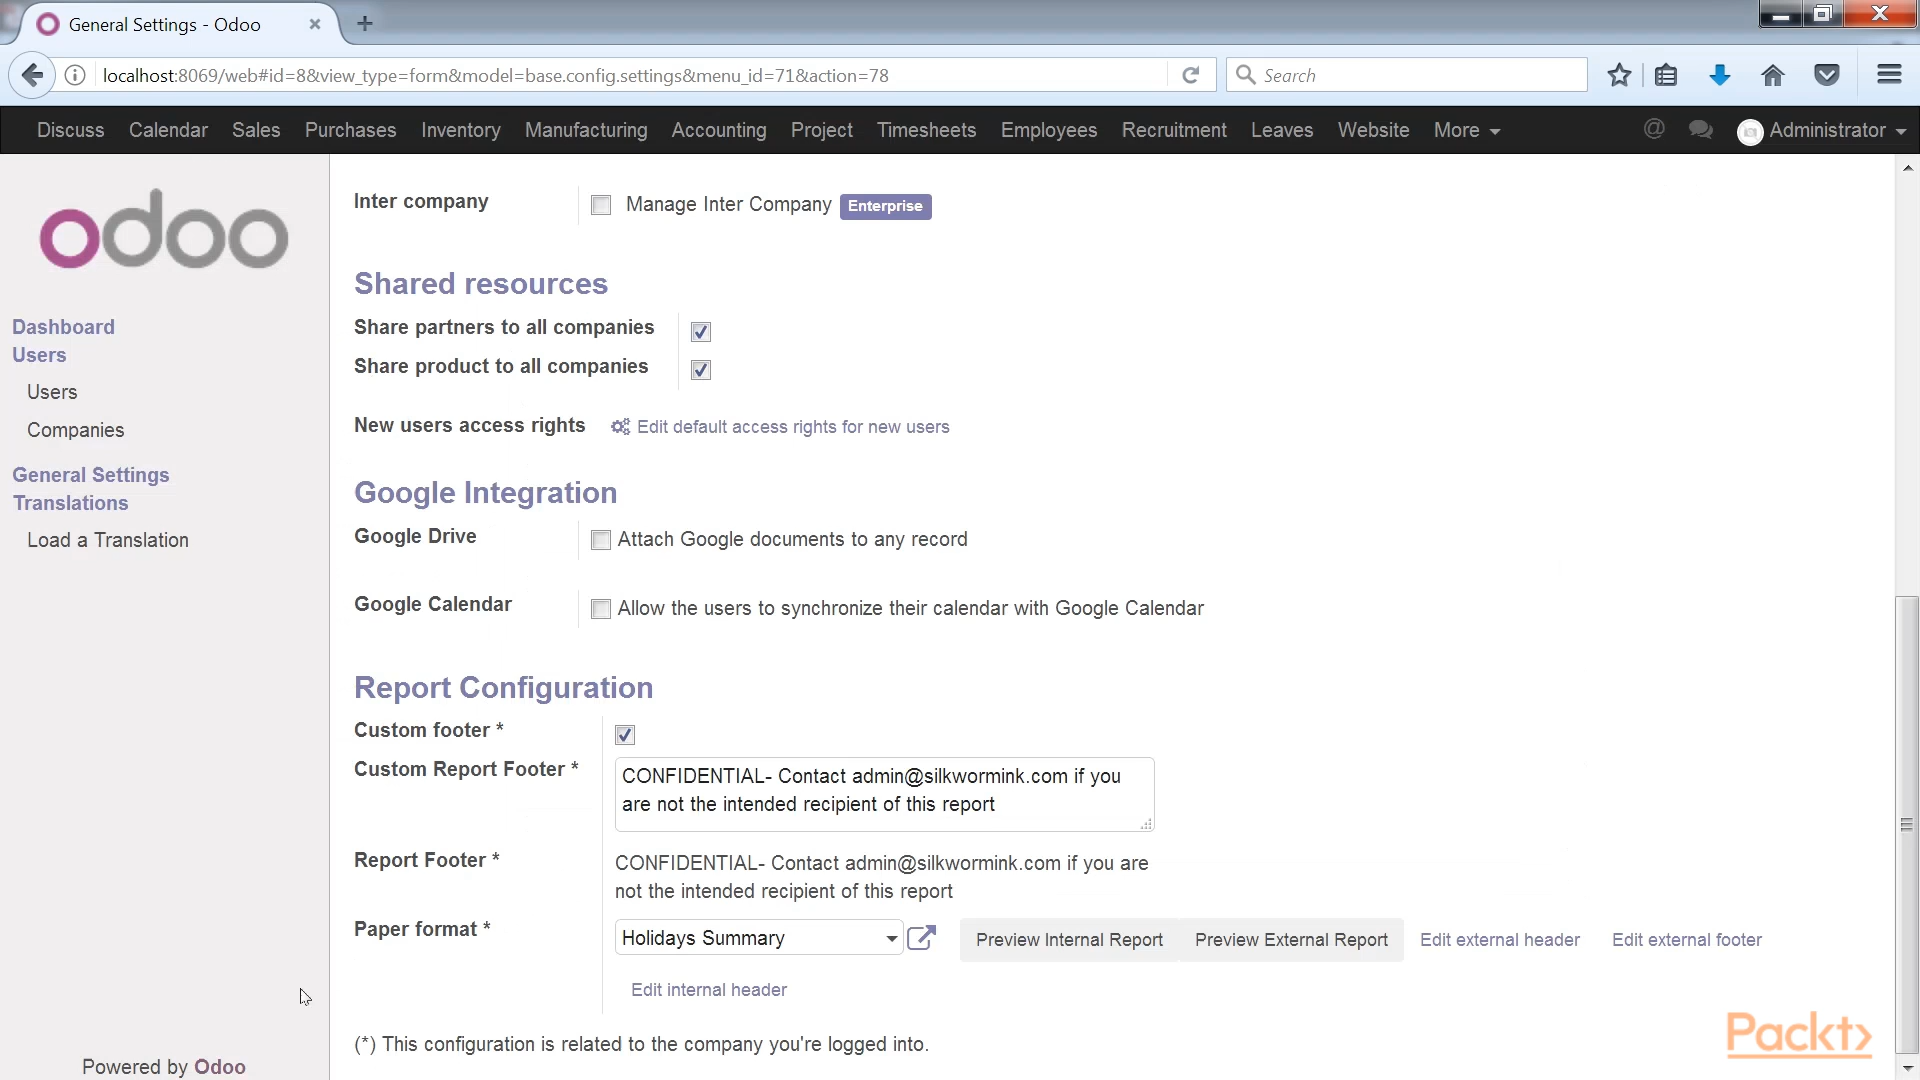 General Settings - Odoo
localhost:8069/web#id=8&view_type=form&model=base.config.settings&menu_id=71&action=78
Search
Discuss Calendar Sales Purchases Inventory Manufacturing Accounting Project Timesheets Employees Recruitment Leaves Website More Administrator
odoo
Dashboard
Users
Users
Companies
General Settings
Translations
Load a Translation
Powered by Odoo
Inter company Manage Inter Company Enterprise
Shared resources
Share partners to all companies
Share product to all companies
New users access rights Edit default access rights for new users
Google Integration
Google Drive Attach Google documents to any record
Google Calendar Allow the users to synchronize their calendar with Google Calendar
Report Configuration
Custom footer *
Custom Report Footer * CONFIDENTIAL- Contact admin@silkwormink.com if you
are not the intended recipient of this report
Report Footer * CONFIDENTIAL- Contact admin@silkwormink.com if you are
not the intended recipient of this report
Paper format * Holidays Summary Preview Internal Report Preview External Report Edit external header Edit external footer
Edit internal header
(*) This configuration is related to the company you're logged into.
Packt